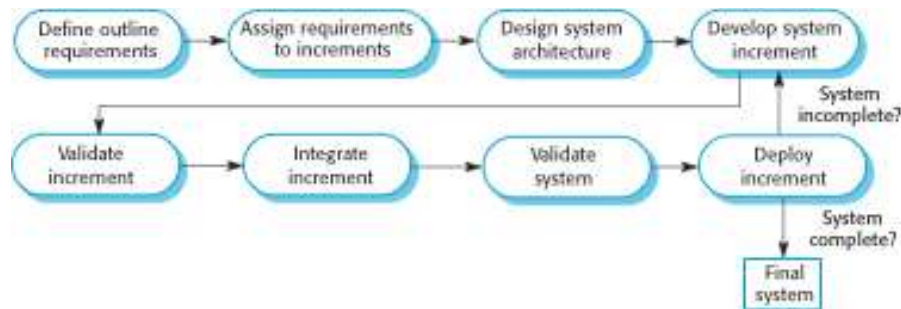 Define outline
requirements
Assign requirements
to increments
Design system
architecture
Develop system
increment
System
incomplete?
Validate
increment
Integrate
increment
Validate
system
Deploy
increment
System
complete?
Final
system